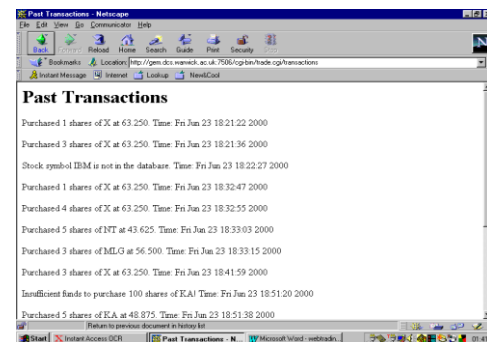 Past Transactions - Netscape
File Edit View Go Communicator Help
Back Forward Reload Home Search Guide Print Security Stop
Bookmarks Location: http://gem.dcs.warwick.ac.uk:7506/cgi-bin/trade.cgi/transactions
Instant Message Internet Lookup New&Cool
Past Transactions
Purchased 1 shares of X at 63.250. Time: Fri Jun 23 18:21:22 2000
Purchased 3 shares of X at 63.250. Time: Fri Jun 23 18:21:36 2000
Stock symbol IBM is not in the database. Time: Fri Jun 23 18:22:27 2000
Purchased 1 shares of X at 63.250. Time: Fri Jun 23 18:32:47 2000
Purchased 4 shares of X at 63.250. Time: Fri Jun 23 18:32:55 2000
Purchased 5 shares of NT at 43.625. Time: Fri Jun 23 18:33:03 2000
Purchased 3 shares of MLG at 56.500. Time: Fri Jun 23 18:33:15 2000
Purchased 3 shares of X at 63.250. Time: Fri Jun 23 18:41:59 2000
Insufficient funds to purchase 100 shares of KA! Time: Fri Jun 23 18:51:20 2000
Purchased 5 shares of KA at 48.875. Time: Fri Jun 23 18:51:38 2000
Return to previous document in history list
Start Instant Access OCR Past Transactions - N... Microsoft Word - webtradin... 01:41